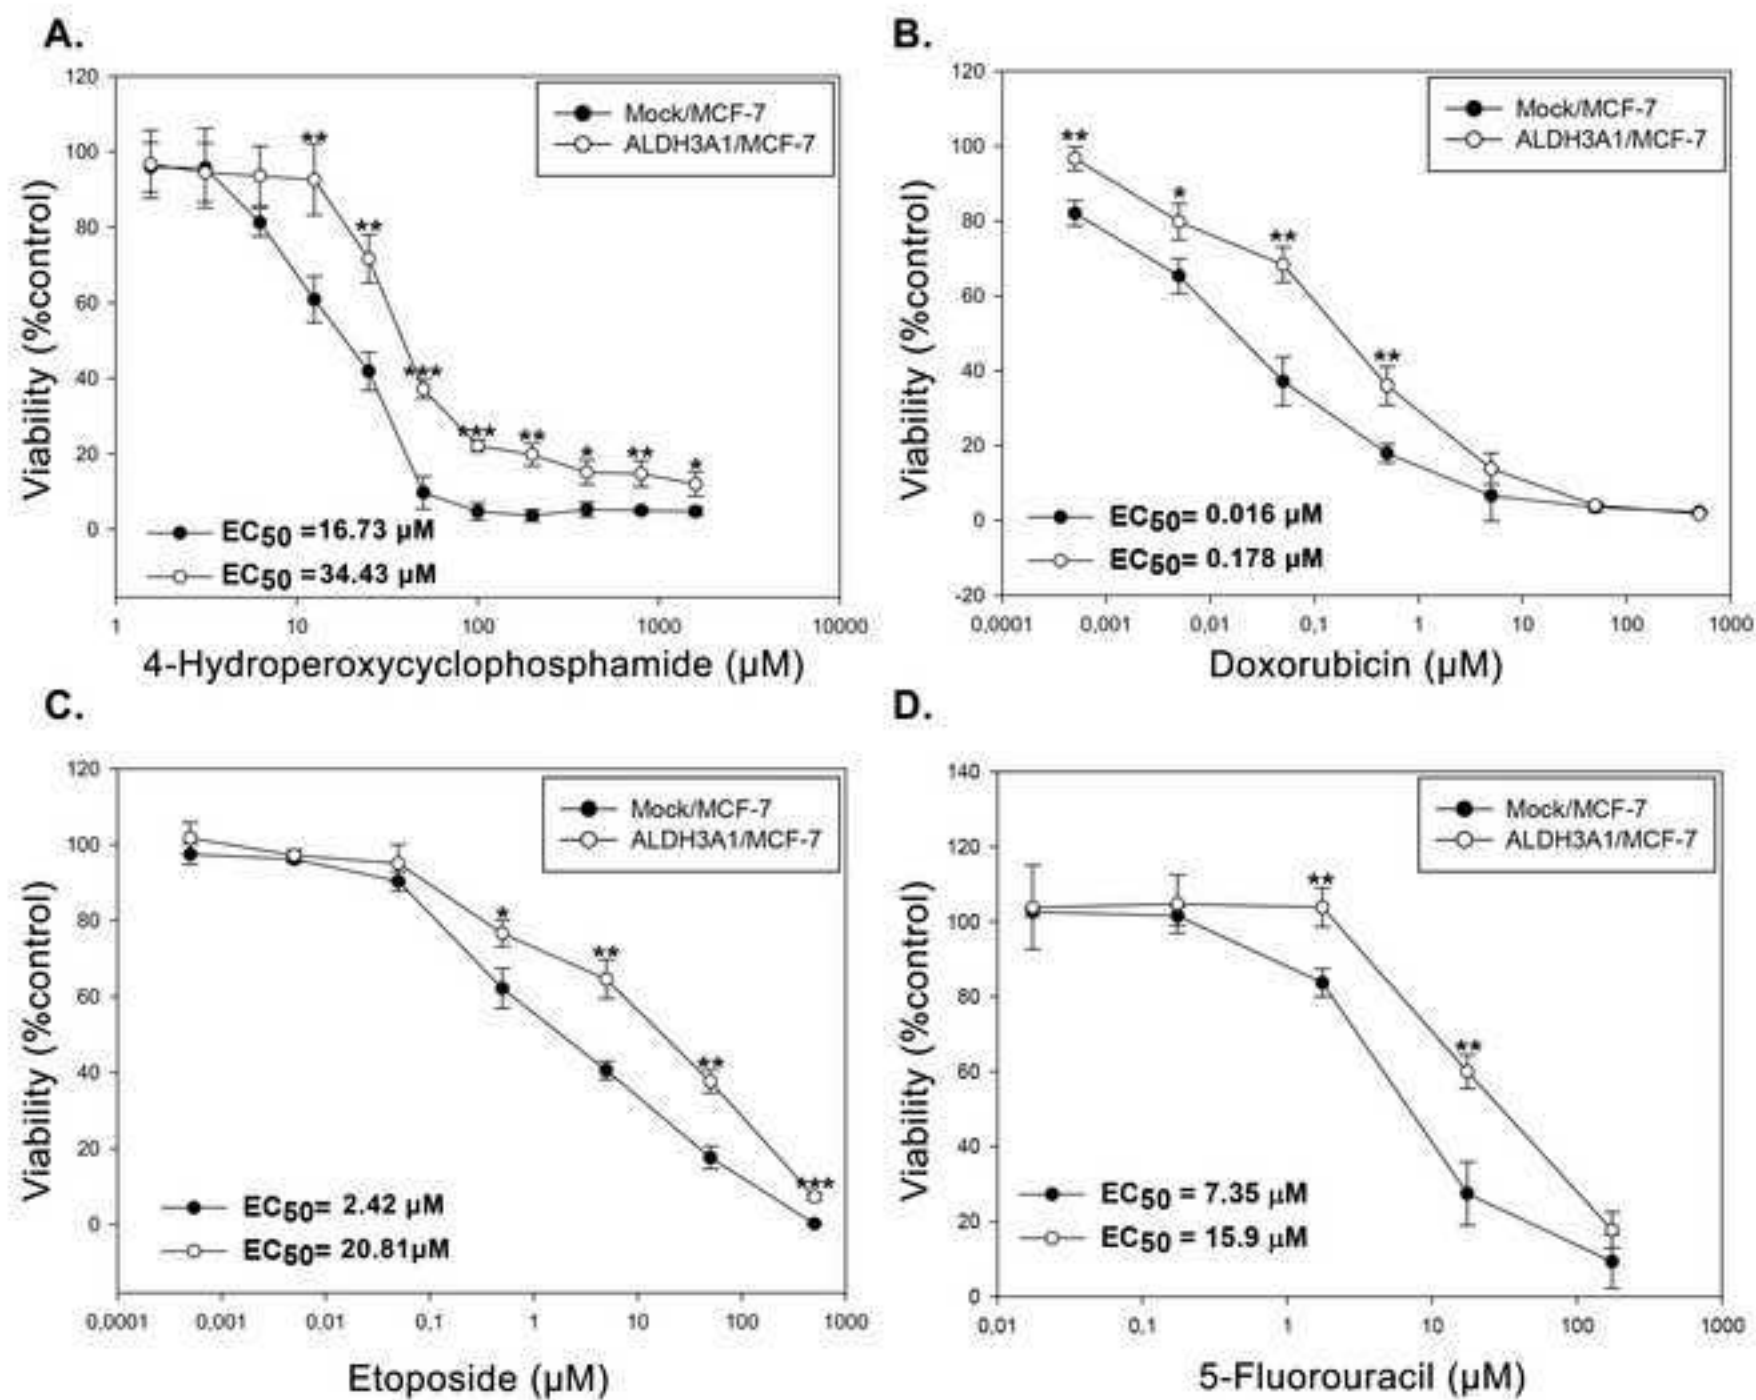 A.
Viability (%control)
120
100
80
60
40
20
0
Mock/MCF-7
ALDH3A1/MCF-7
**
**
***
***
**
*
**
*
EC50 =16.73 µM
EC50 =34.43 µM
1 10 100 1000 10000
4-Hydroperoxycyclophosphamide (µM)
B.
Viability (%control)
120
100
80
60
40
20
0
-20
Mock/MCF-7
ALDH3A1/MCF-7
**
*
**
**
EC50= 0.016 µM
EC50= 0.178 µM
0,0001 0,001 0,01 0,1 1 10 100 1000
Doxorubicin (µM)
C.
Viability (%control)
120
100
80
60
40
20
0
Mock/MCF-7
ALDH3A1/MCF-7
*
**
**
***
EC50= 2.42 µM
EC50= 20.81µM
0,0001 0,001 0,01 0,1 1 10 100 1000
Etoposide (µM)
D.
Viability (%control)
140
120
100
80
60
40
20
0
Mock/MCF-7
ALDH3A1/MCF-7
**
**
EC50 = 7.35 µM
EC50 = 15.9 µM
0,01 0,1 1 10 100 1000
5-Fluorouracil (µM)